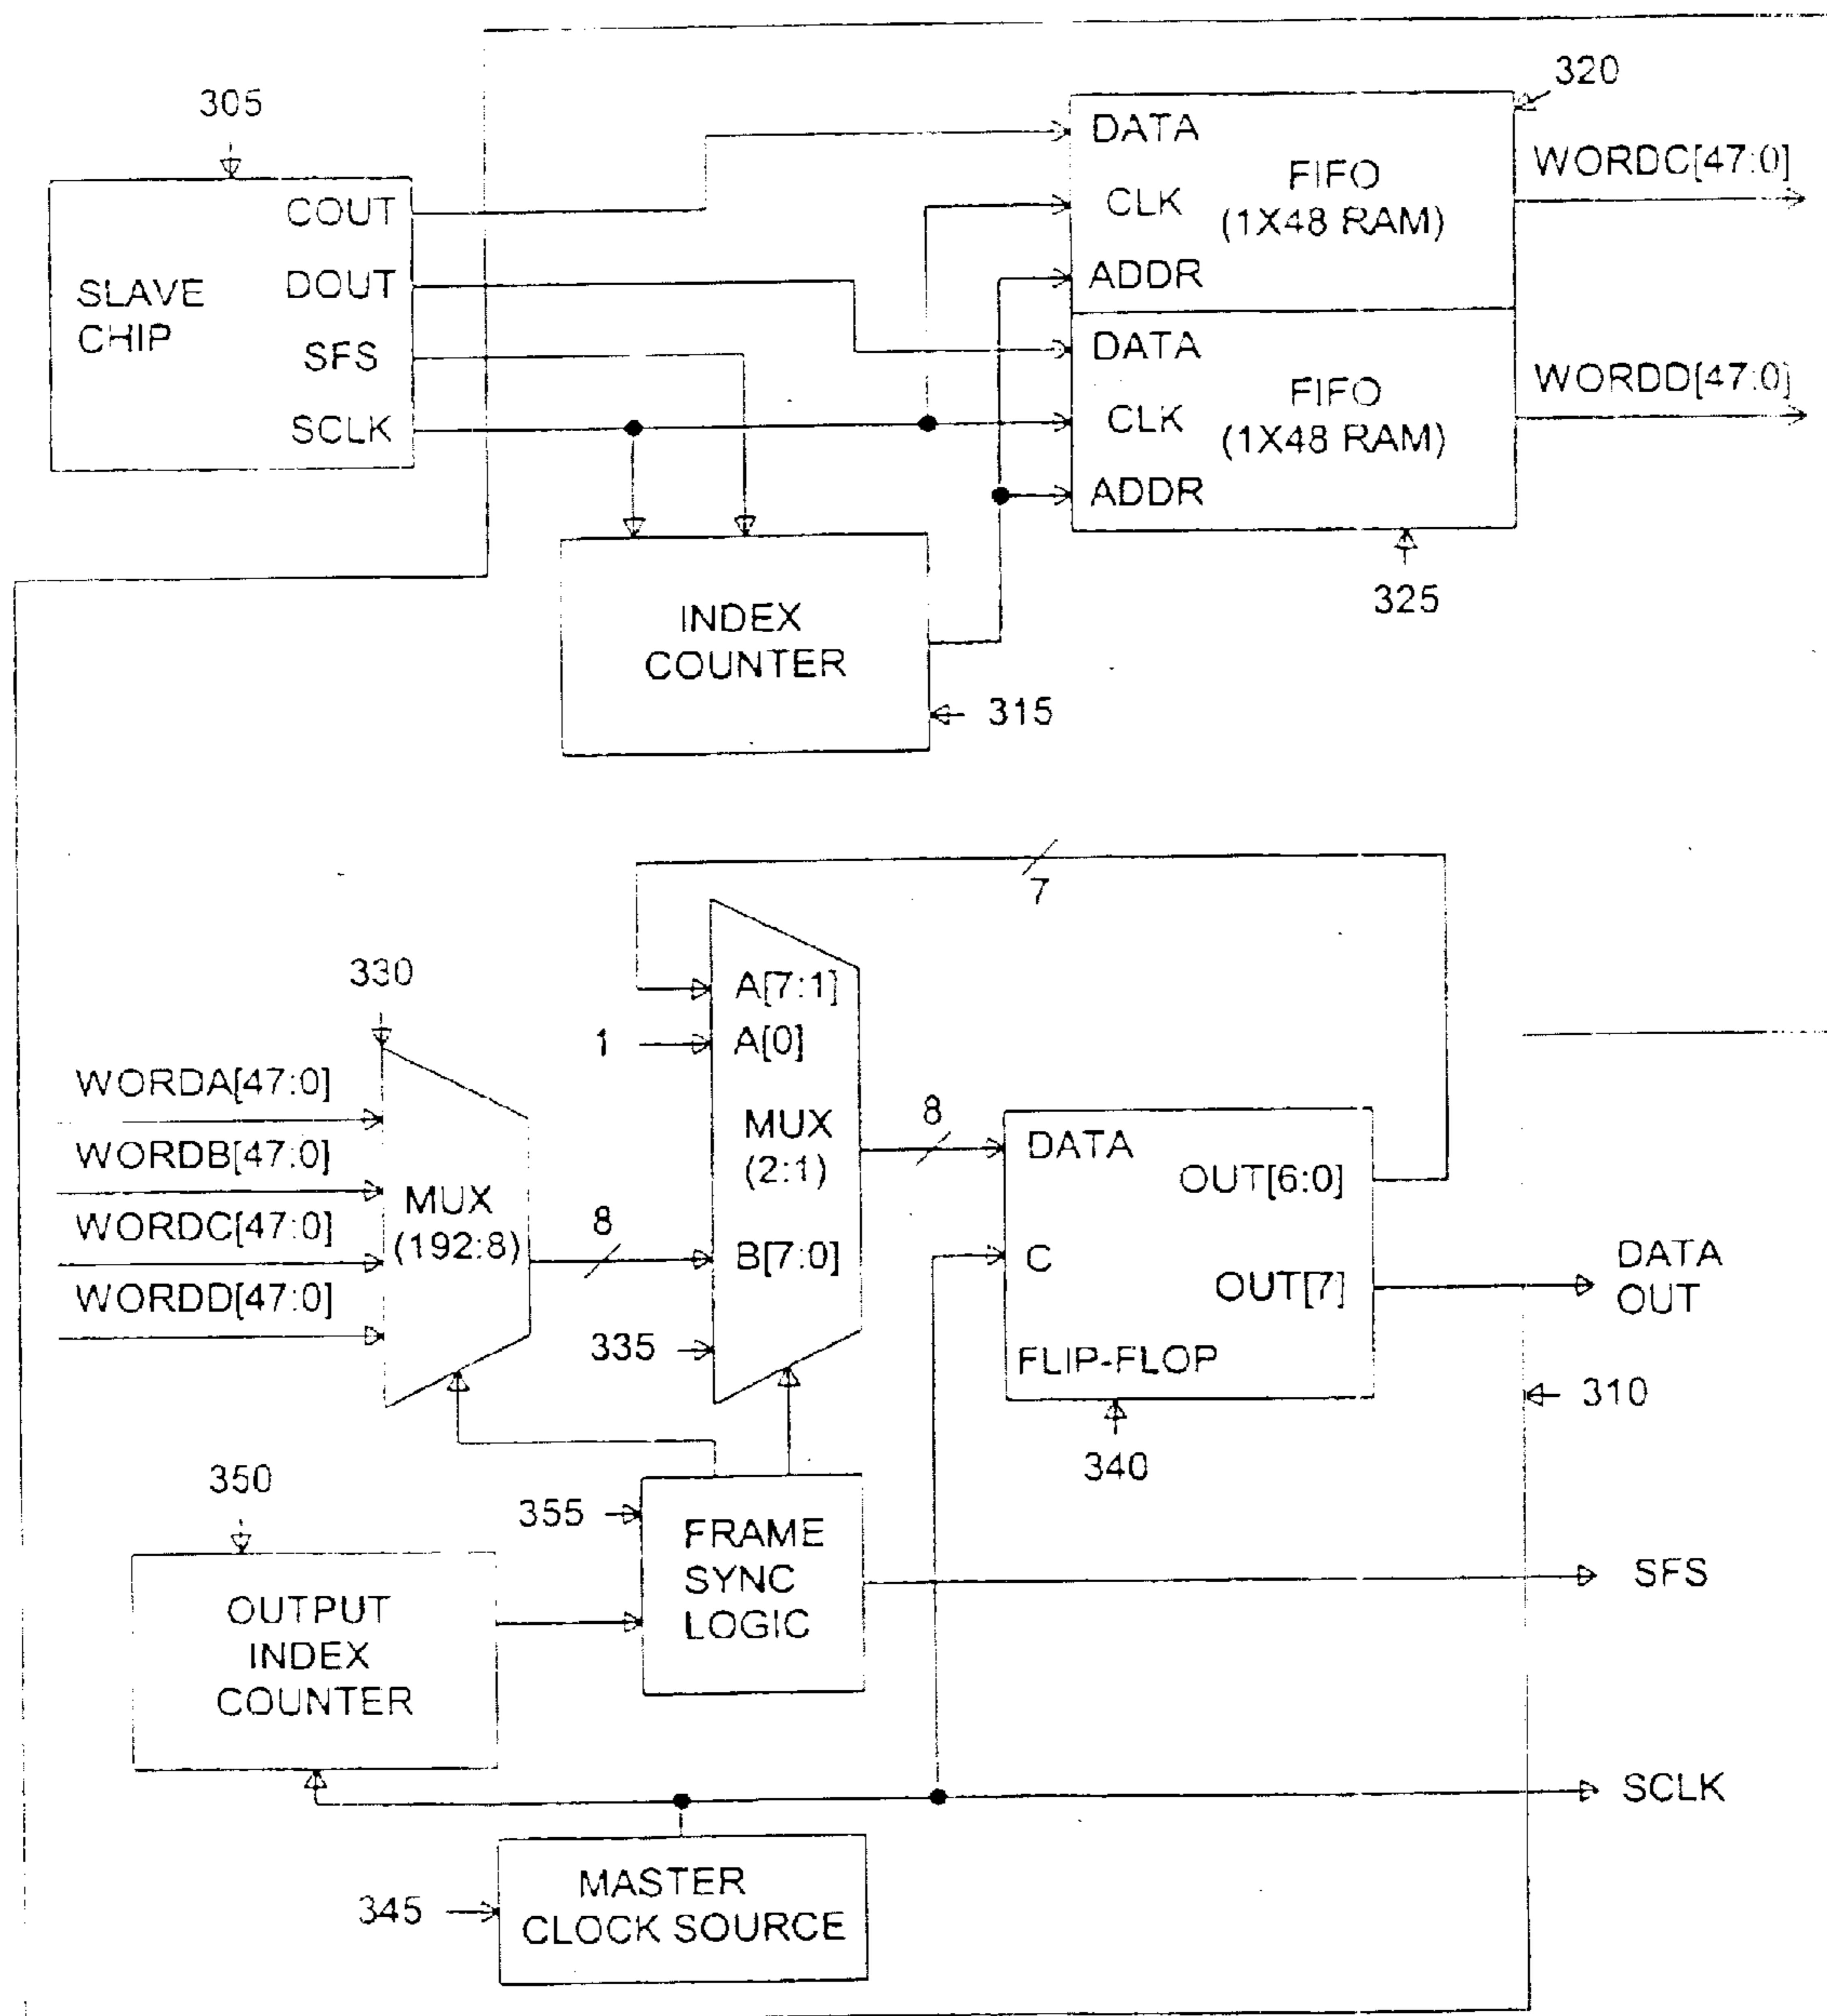 305
SLAVE
CHIP
COUT
DOUT
SFS
SCLK
320
DATA
CLK
ADDR
FIFO
(1X48 RAM)
WORDC[47:0]
DATA
CLK
ADDR
FIFO
(1X48 RAM)
WORDD[47:0]
325
INDEX
COUNTER
315
7
330
WORDA[47:0]
WORDB[47:0]
WORDC[47:0]
WORDD[47:0]
MUX
(192:8)
8
1
A[7:1]
A[0]
MUX
(2:1)
B[7:0]
335
8
DATA
C
OUT[6:0]
OUT[7]
FLIP-FLOP
340
DATA
OUT
310
350
OUTPUT
INDEX
COUNTER
355
FRAME
SYNC
LOGIC
SFS
SCLK
345
MASTER
CLOCK SOURCE